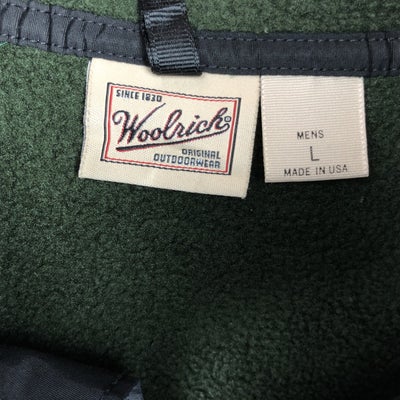 SINCE 1830
Woolrich®
ORIGINAL
OUTDOORWEAR
MENS
L
MADE IN USA